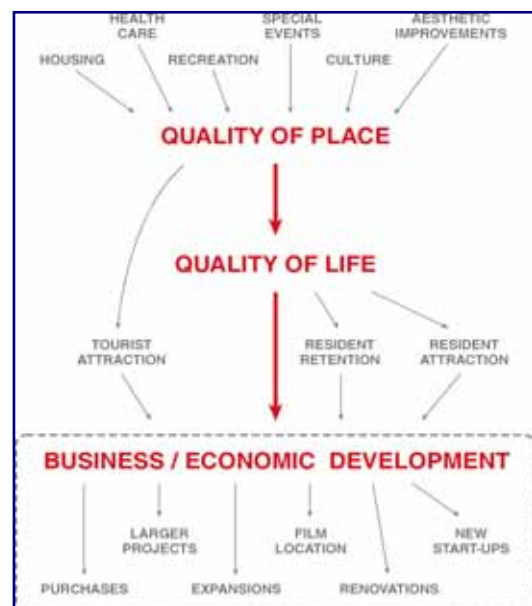 HEALTH
CARE
SPECIAL
EVENTS
AESTHETIC
IMPROVEMENTS
HOUSING
RECREATION
CULTURE
QUALITY OF PLACE
QUALITY OF LIFE
TOURIST
ATTRACTION
RESIDENT
RETENTION
RESIDENT
ATTRACTION
BUSINESS / ECONOMIC DEVELOPMENT
LARGER
PROJECTS
FILM
LOCATION
NEW
START-UPS
PURCHASES
EXPANSIONS
RENOVATIONS